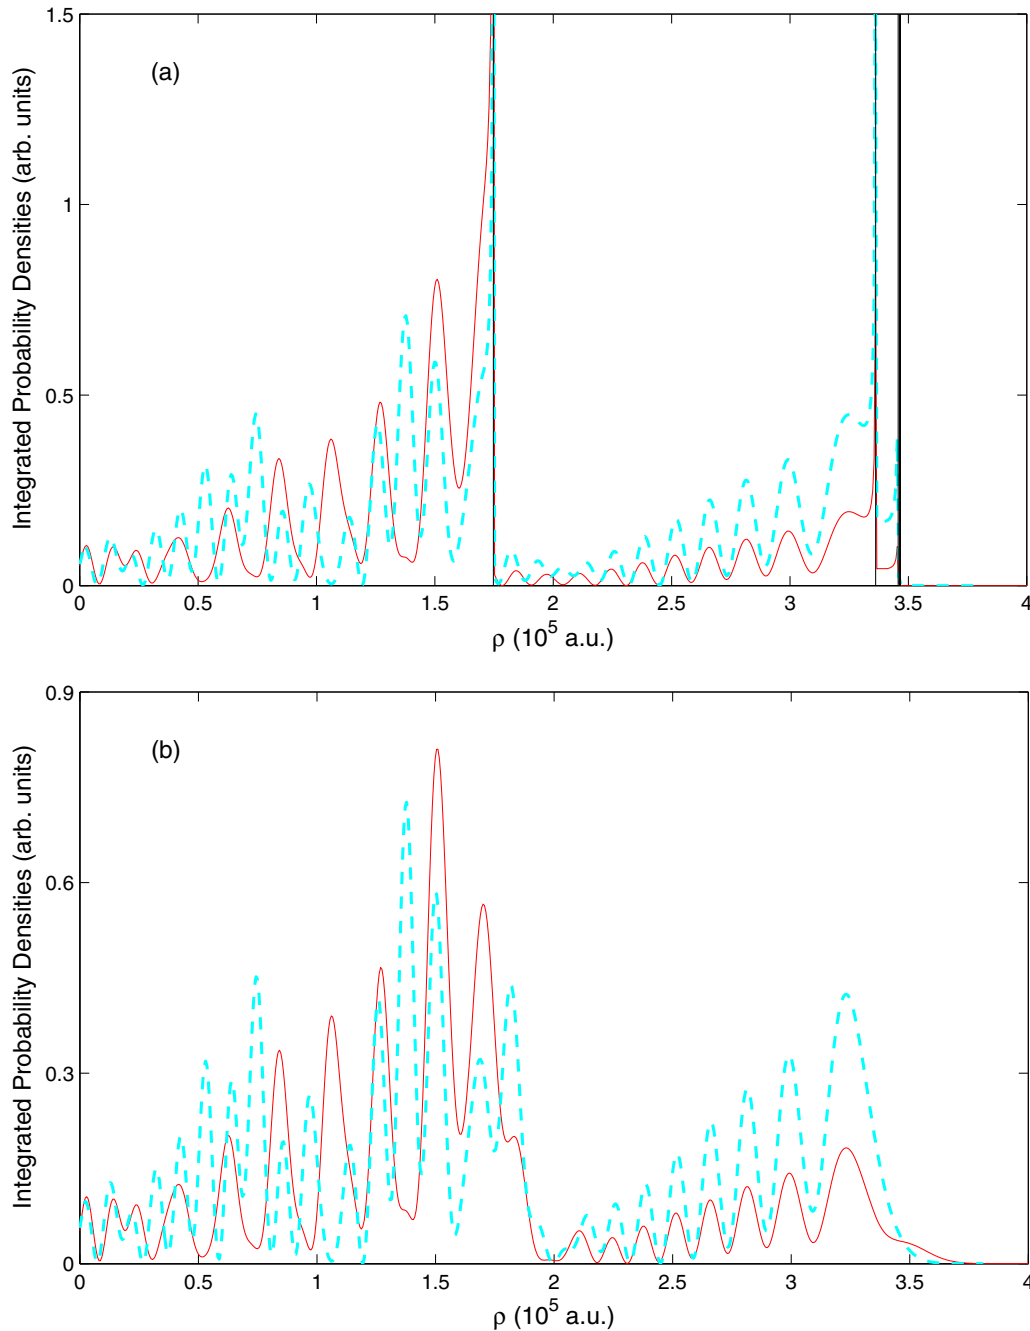 (a)
Integrated Probability Densities (arb. units)
1.5
1
0.5
0
0 0.5 1 1.5 2 2.5 3 3.5 4
ρ (10⁵ a.u.)
(b)
Integrated Probability Densities (arb. units)
0.9
0.6
0.3
0
0 0.5 1 1.5 2 2.5 3 3.5 4
ρ (10⁵ a.u.)